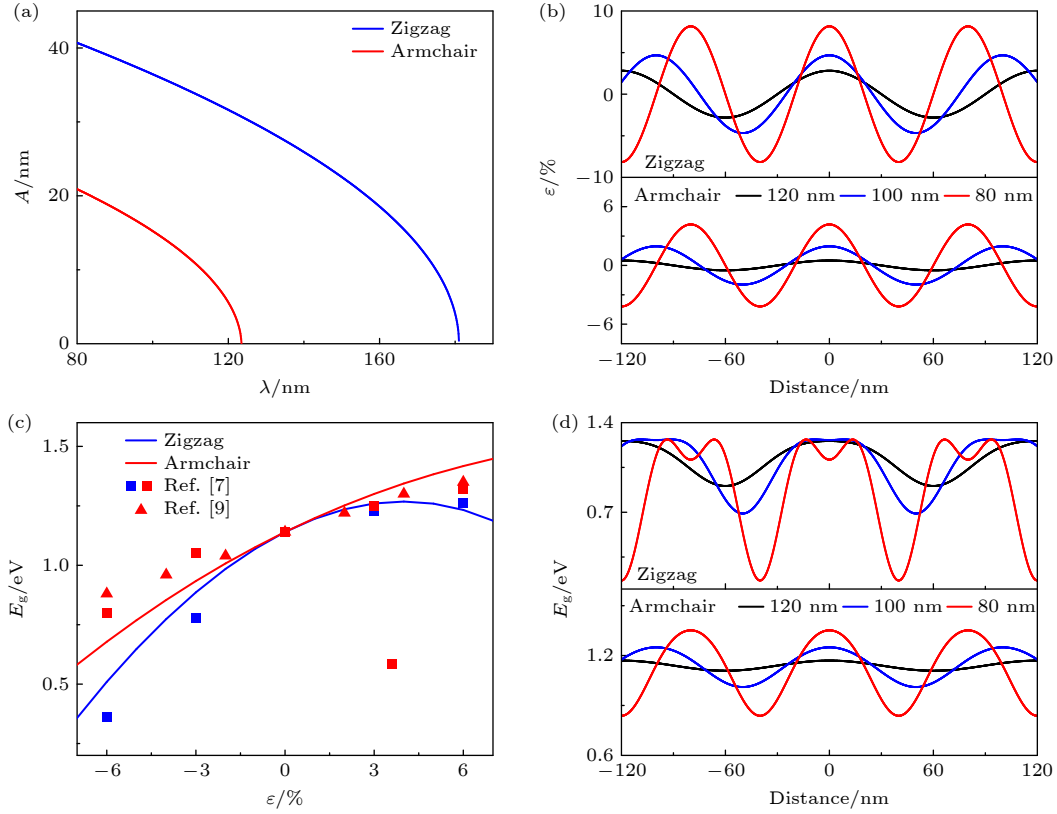 (a)
Zigzag
Armchair
40
20
0
A/nm
80
120
160
λ/nm
(b)
10
0
−10
ε/%
Zigzag
Armchair 120 nm 100 nm 80 nm
6
0
−6
−120 −60 0 60 120
Distance/nm
(c)
Zigzag
Armchair
Ref. [7]
Ref. [9]
1.5
1.0
0.5
Eg/eV
−6 −3 0 3 6
ε/%
(d)
1.4
0.7
Zigzag
Eg/eV
Armchair 120 nm 100 nm 80 nm
1.2
0.6
−120 −60 0 60 120
Distance/nm